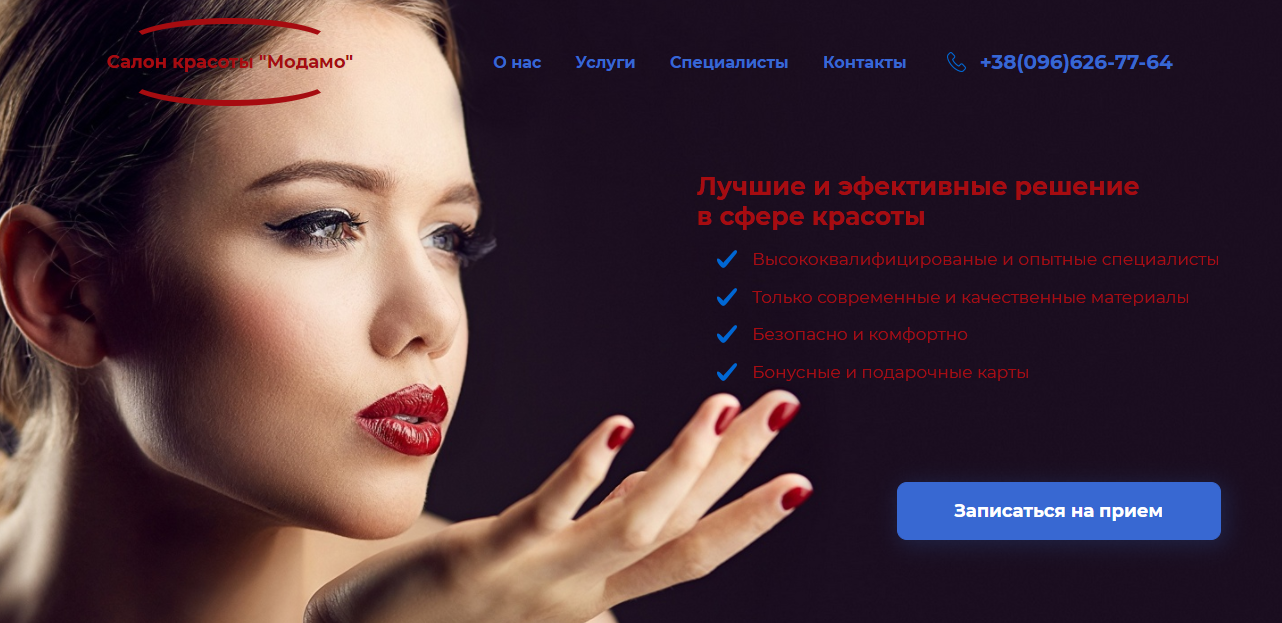 Салон красоты "Модамо"
О нас Услуги Специалисты Контакты +38(096)626-77-64
Лучшие и эфективные решение
в сфере красоты
Высококвалифицированые и опытные специалисты
Только современные и качественные материалы
Безопасно и комфортно
Бонусные и подарочные карты
Записаться на прием